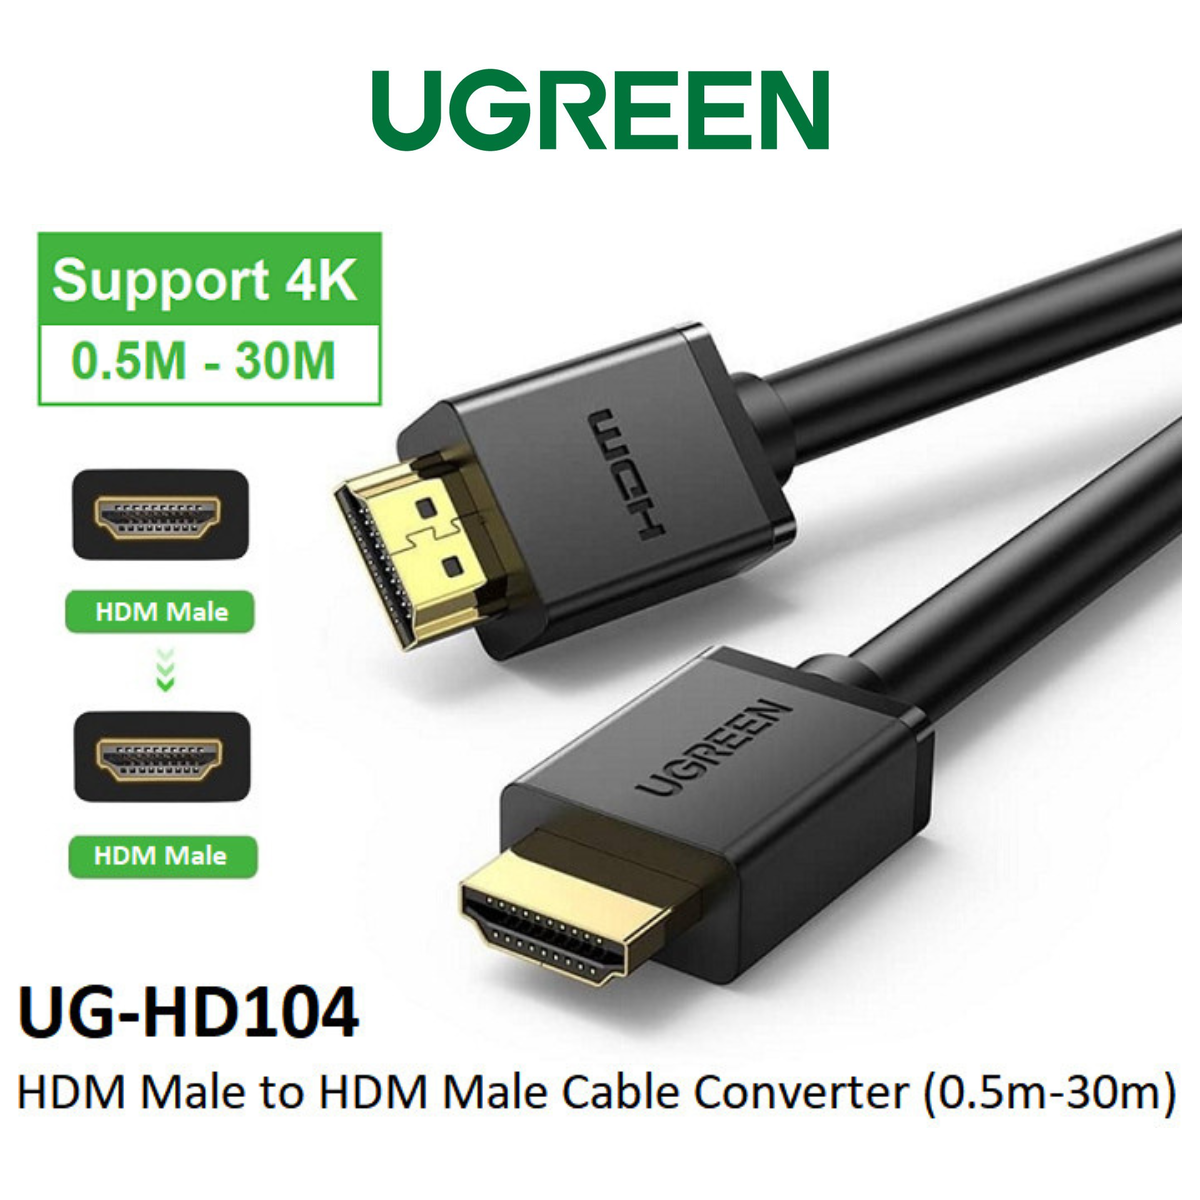 UGREEN
Support 4K
0.5M - 30M
HDM
HDM Male
HDM Male
UGREEN
UG-HD104
HDM Male to HDM Male Cable Converter (0.5m-30m)